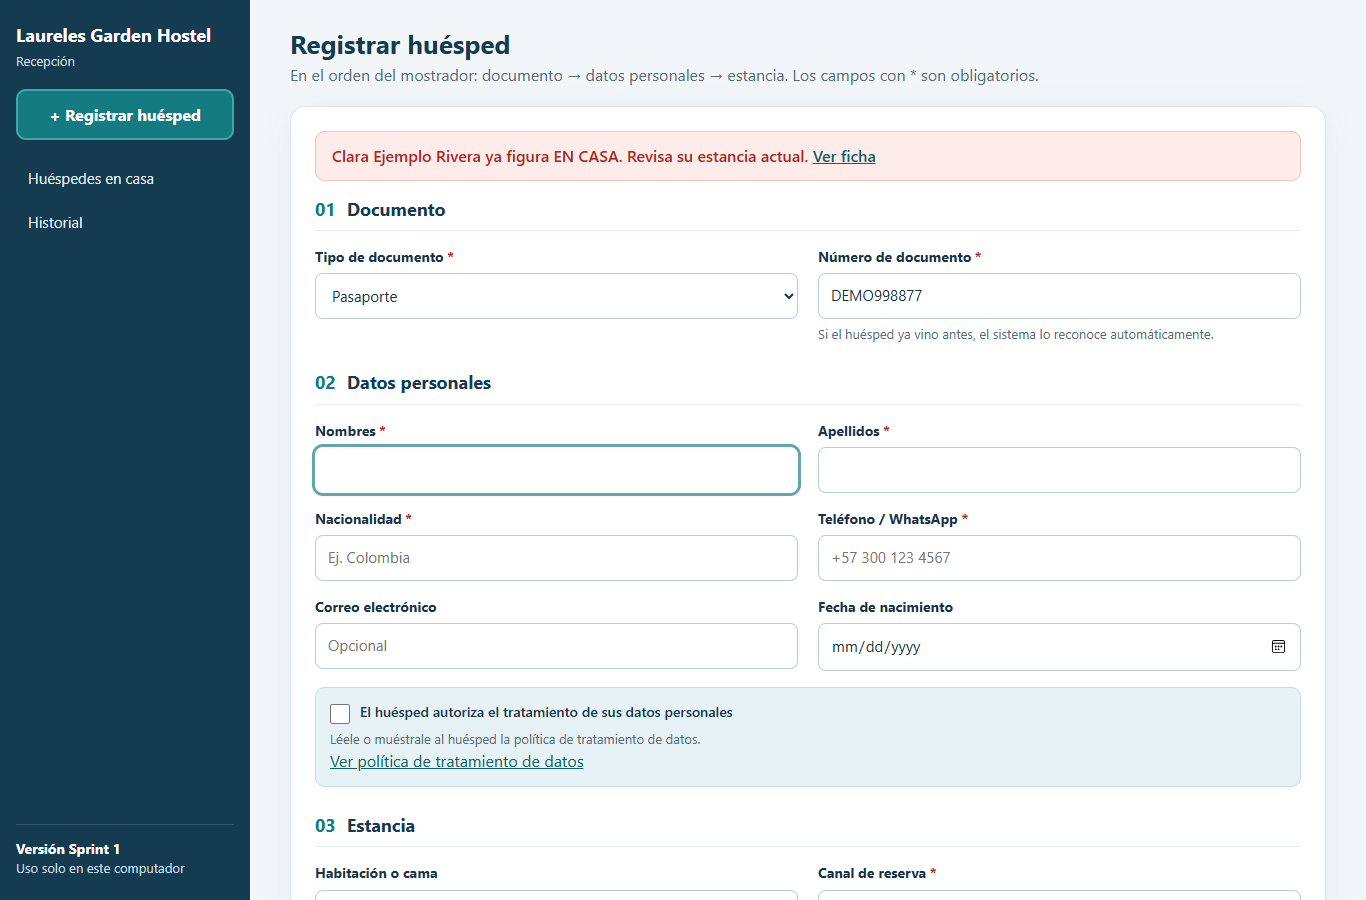 Laureles Garden Hostel
Recepción
+ Registrar huésped
Huéspedes en casa
Historial
Versión Sprint 1
Uso solo en este computador
Registrar huésped
En el orden del mostrador: documento → datos personales → estancia. Los campos con * son obligatorios.
Clara Ejemplo Rivera ya figura EN CASA. Revisa su estancia actual. Ver ficha
01 Documento
Tipo de documento *
Pasaporte
Número de documento *
DEMO998877
Si el huésped ya vino antes, el sistema lo reconoce automáticamente.
02 Datos personales
Nombres *
Apellidos *
Nacionalidad *
Ej. Colombia
Teléfono / WhatsApp *
+57 300 123 4567
Correo electrónico
Opcional
Fecha de nacimiento
mm/dd/yyyy
El huésped autoriza el tratamiento de sus datos personales
Léele o muéstrale al huésped la política de tratamiento de datos.
Ver política de tratamiento de datos
03 Estancia
Habitación o cama
Canal de reserva *